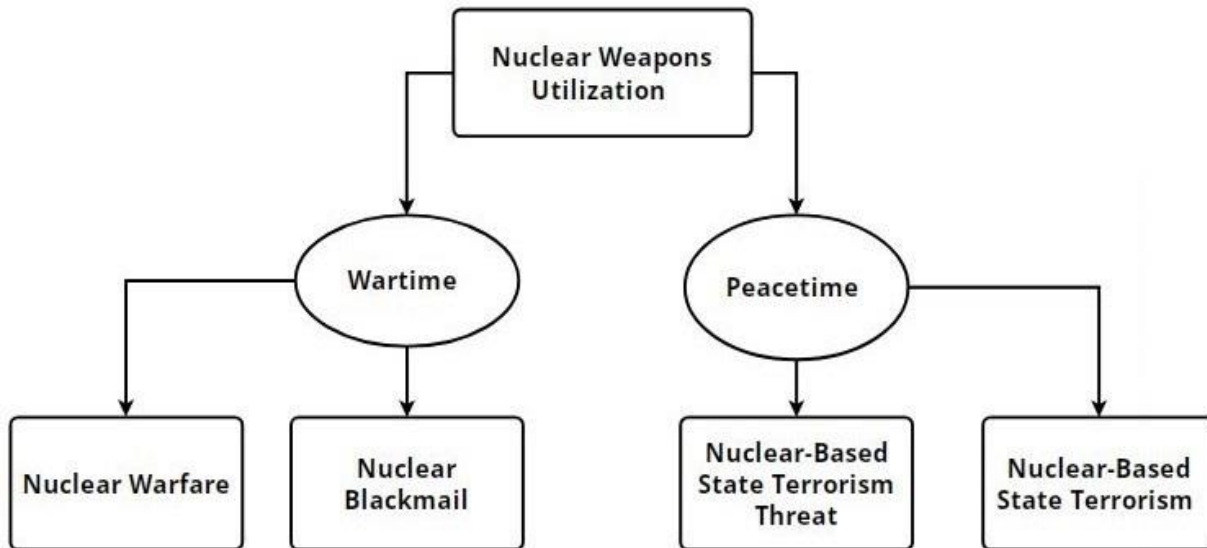 Nuclear Weapons
Utilization
Wartime
Peacetime
Nuclear Warfare
Nuclear
Blackmail
Nuclear-Based
State Terrorism
Threat
Nuclear-Based
State Terrorism